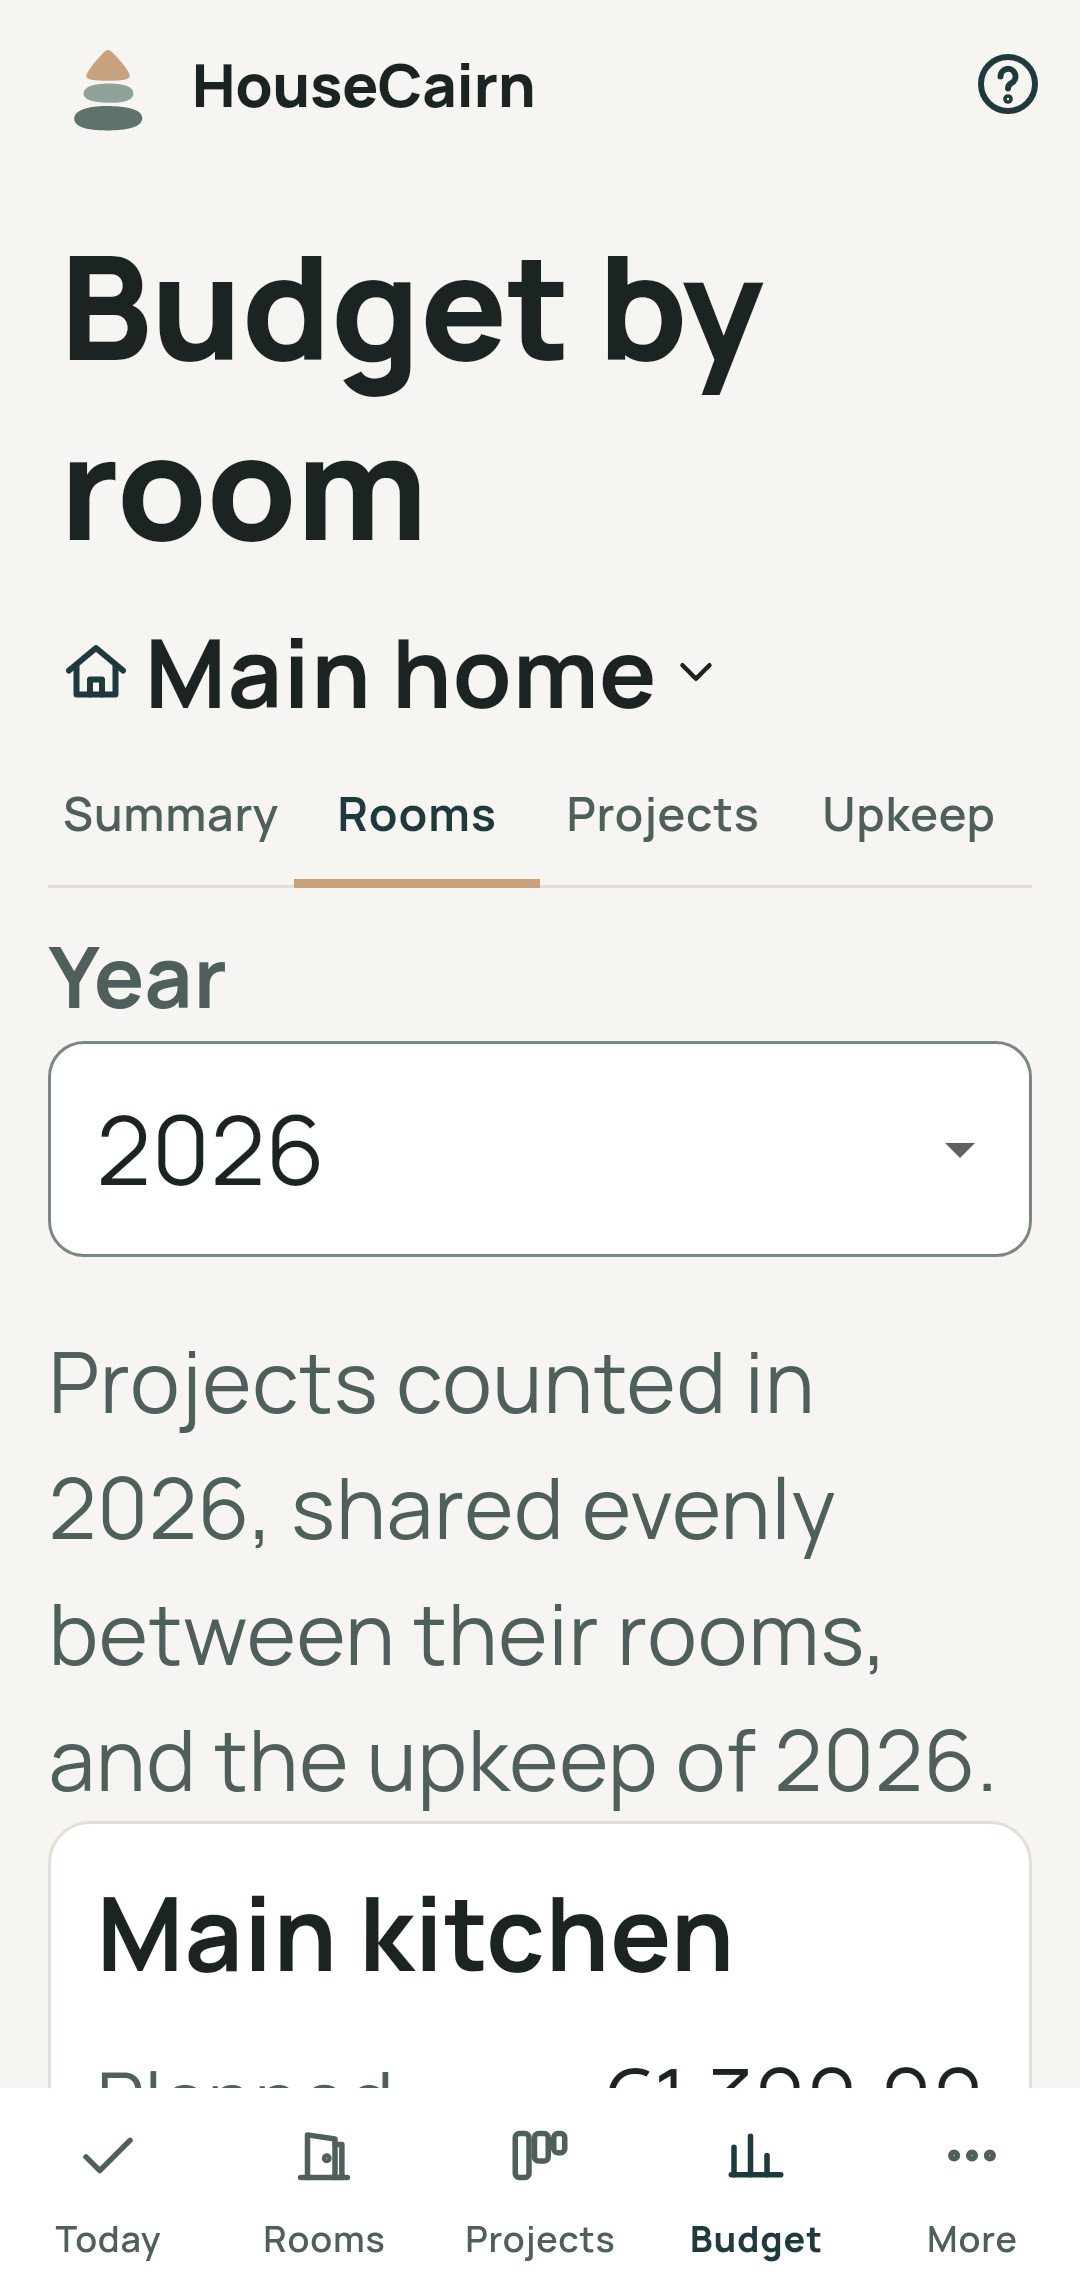 HouseCairn
Budget by
room
Main home
Summary Rooms Projects Upkeep
Year
2026
Projects counted in
2026, shared evenly
between their rooms,
and the upkeep of 2026.
Main kitchen
Planned
Today Rooms Projects Budget More